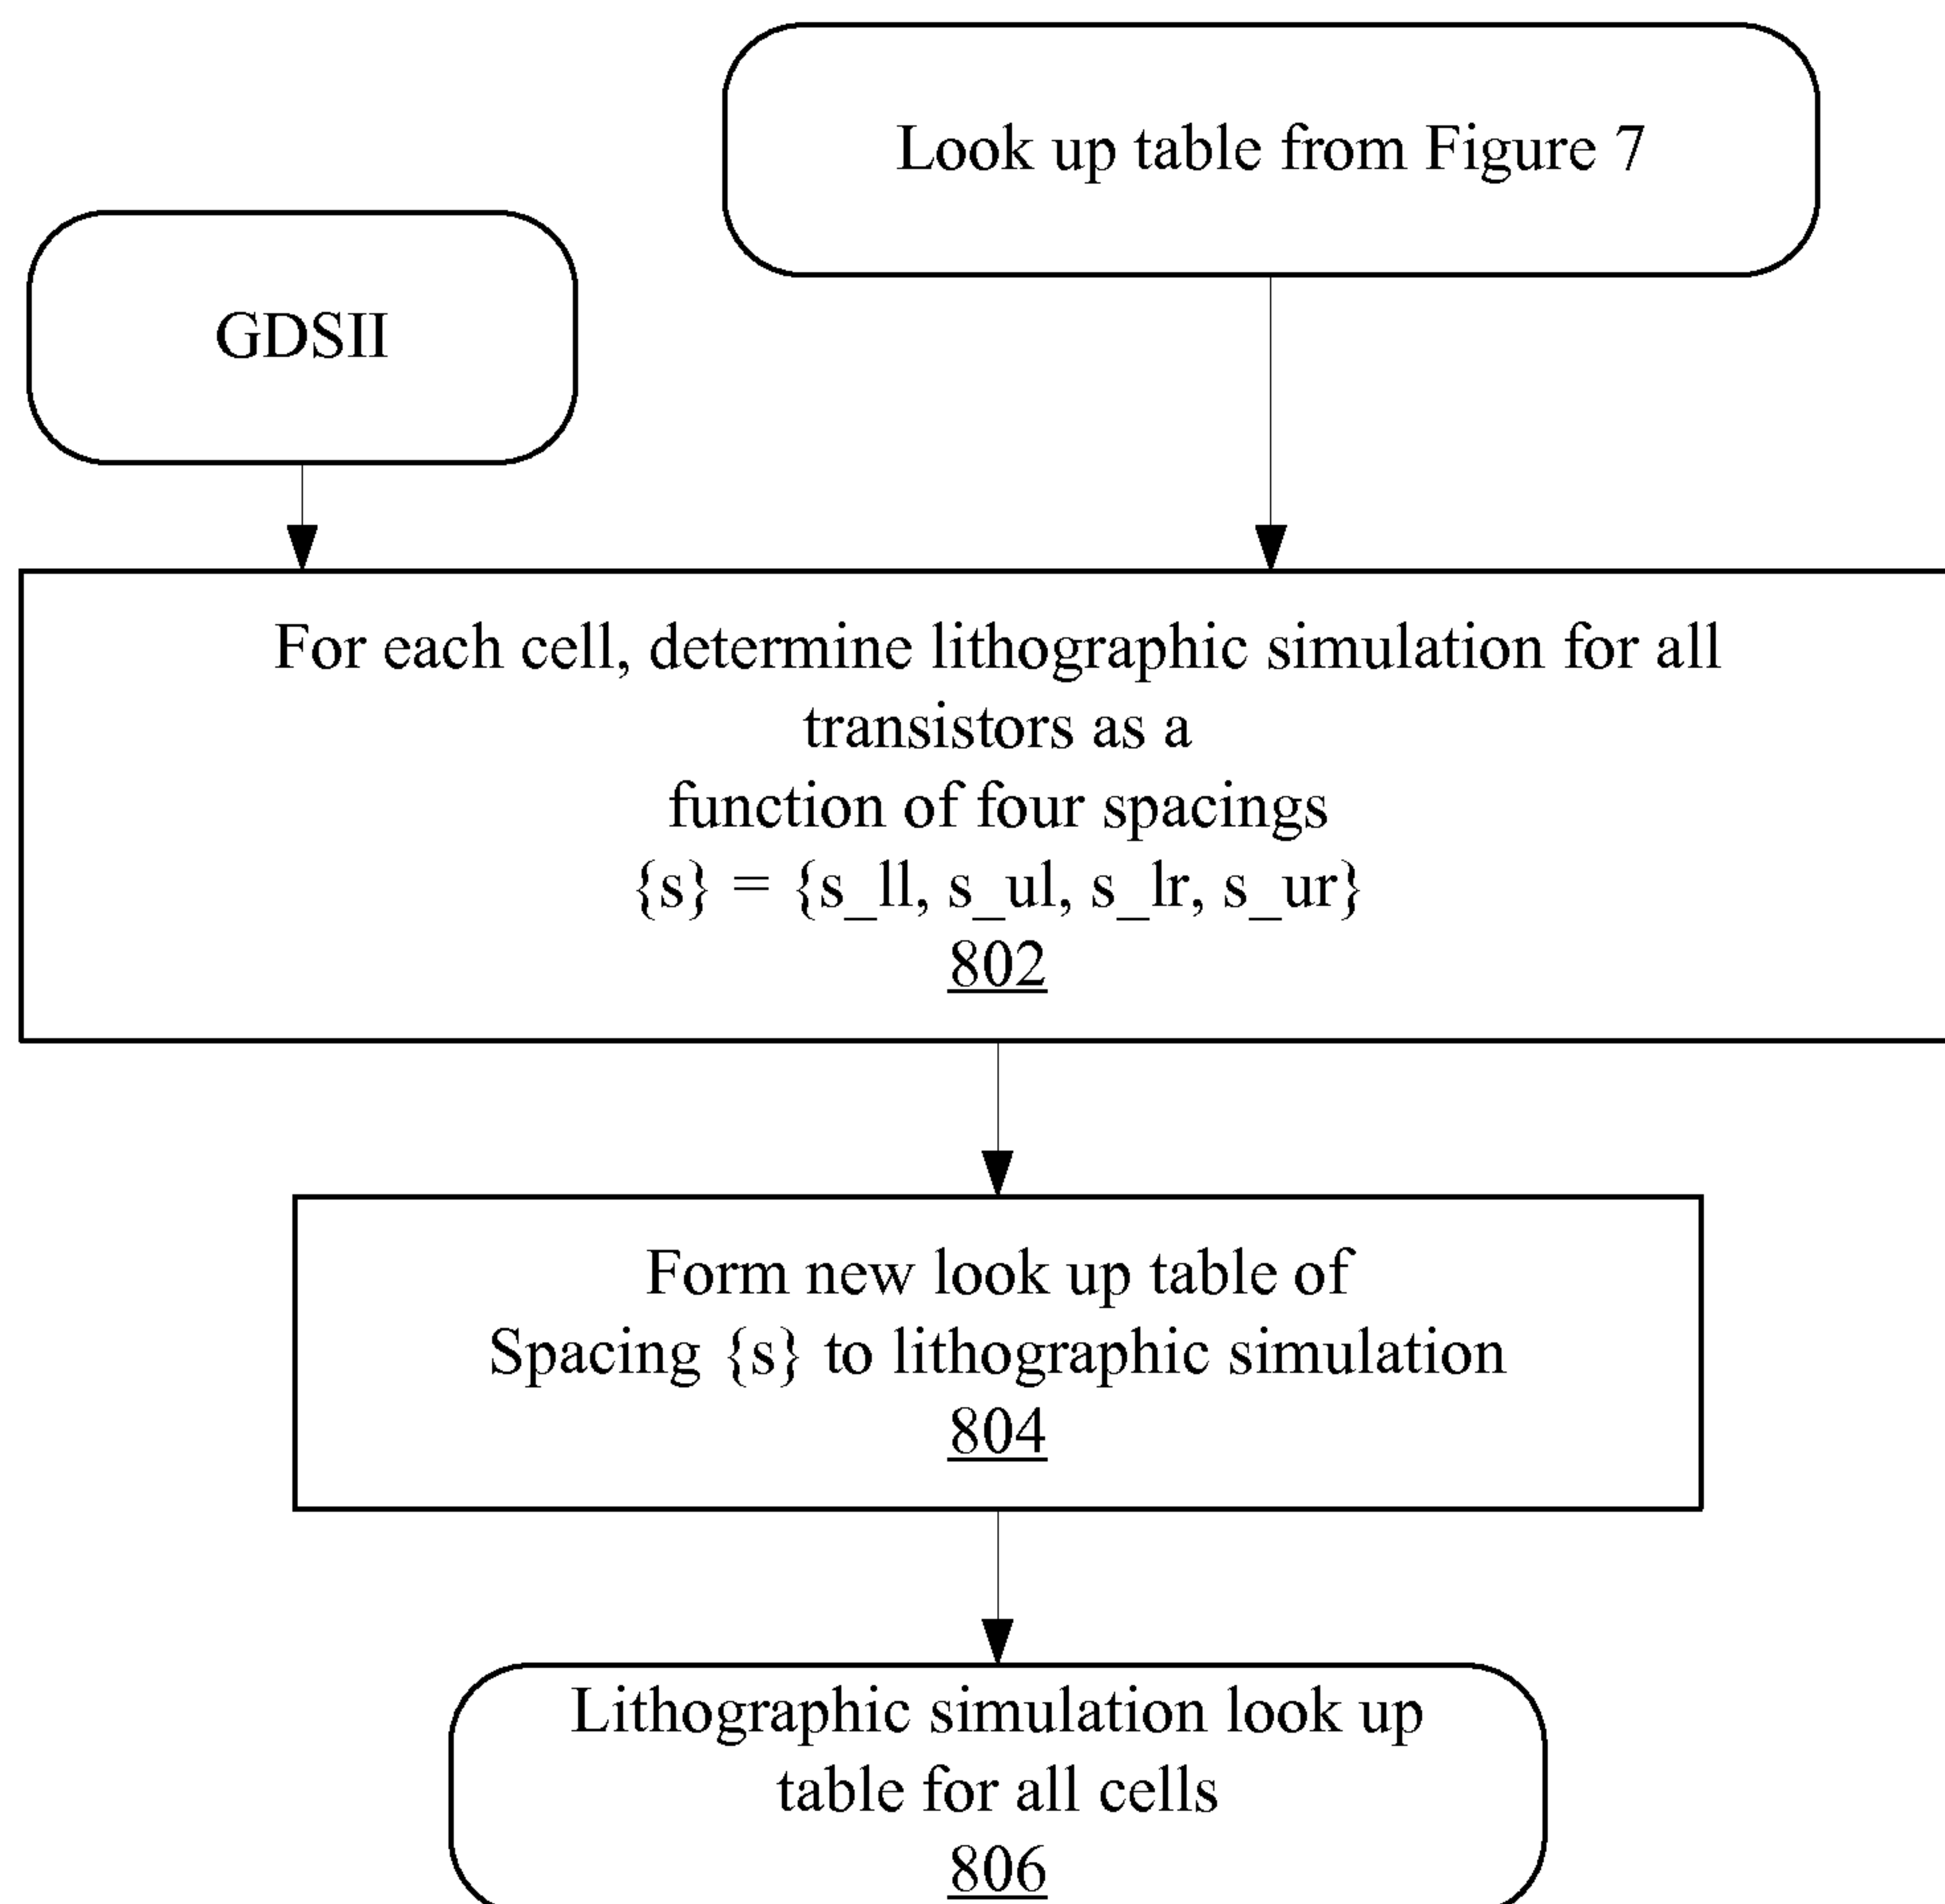 Look up table from Figure 7
GDSII
For each cell, determine lithographic simulation for all
transistors as a
function of four spacings
{s} = {s_ll, s_ul, s_lr, s_ur}
802
Form new look up table of
Spacing {s} to lithographic simulation
804
Lithographic simulation look up
table for all cells
806